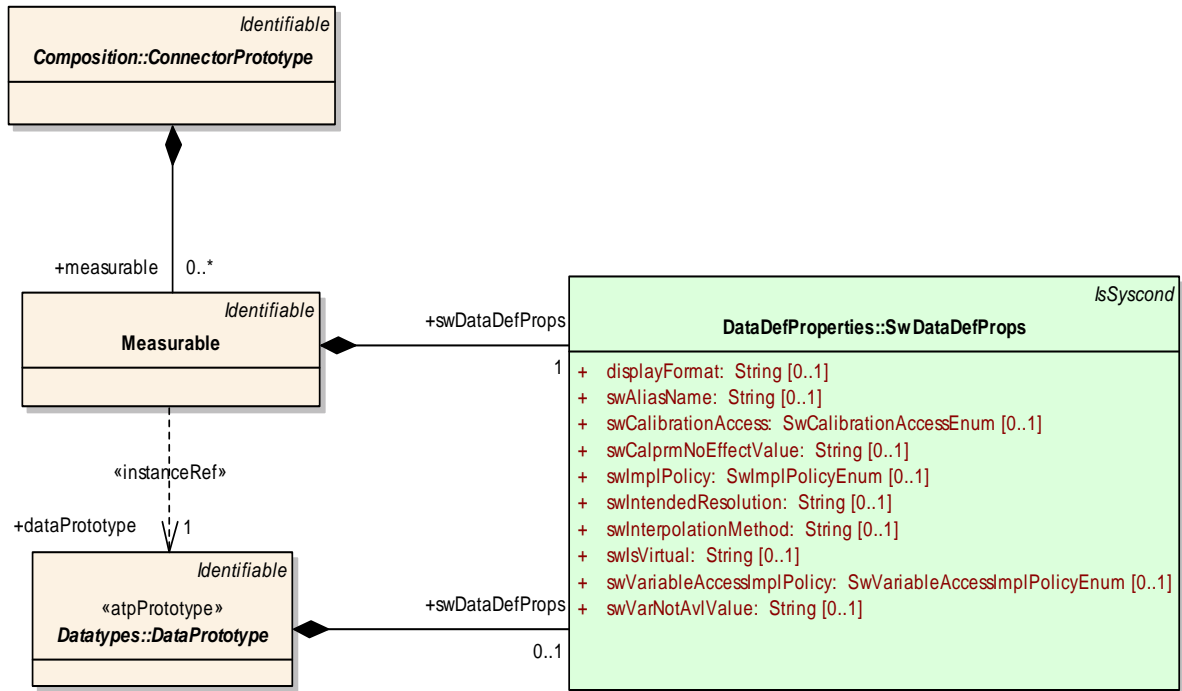 Identifiable
Composition::ConnectorPrototype
+measurable 0..*
Identifiable
Measurable
+swDataDefProps
1
«instanceRef»
+dataPrototype 1
Identifiable
«atpPrototype»
Datatypes::DataPrototype
+swDataDefProps
0..1
IsSyscond
DataDefProperties::SwDataDefProps
+ displayFormat: String [0..1]
+ swAliasName: String [0..1]
+ swCalibrationAccess: SwCalibrationAccessEnum [0..1]
+ swCalprmNoEffectValue: String [0..1]
+ swImplPolicy: SwImplPolicyEnum [0..1]
+ swIntendedResolution: String [0..1]
+ swInterpolationMethod: String [0..1]
+ swIsVirtual: String [0..1]
+ swVariableAccessImplPolicy: SwVariableAccessImplPolicyEnum [0..1]
+ swVarNotAvlValue: String [0..1]